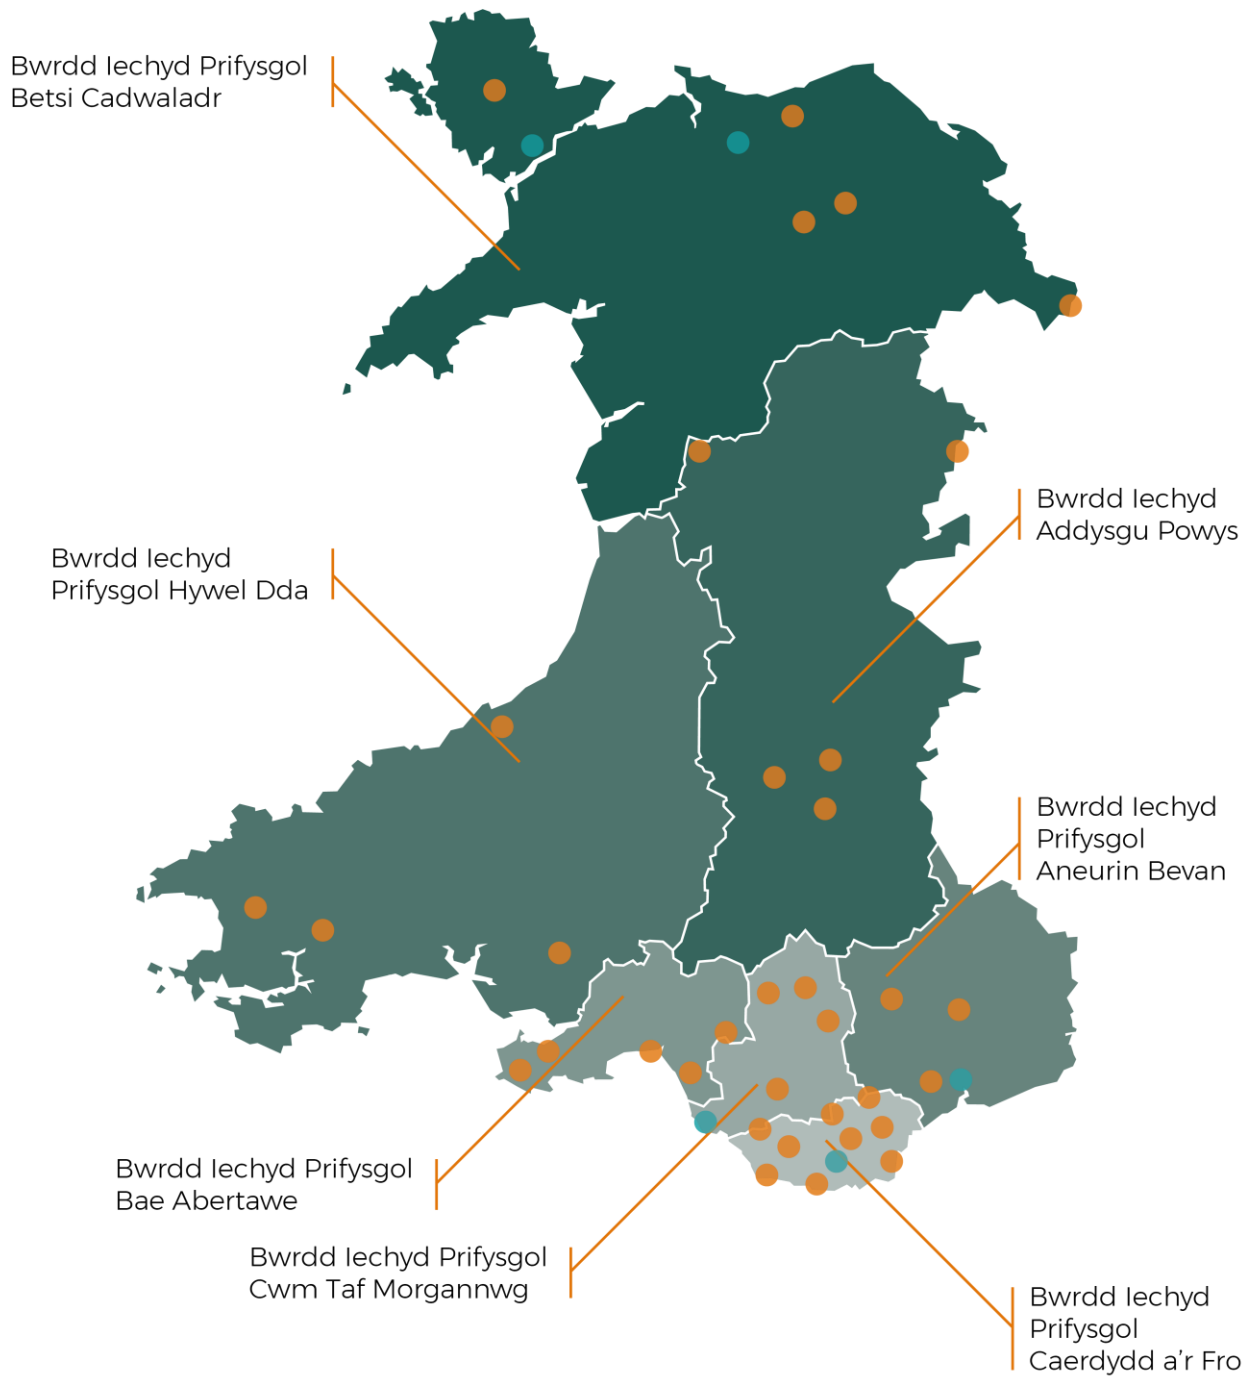 Bwrdd Iechyd Prifysgol
Betsi Cadwaladr
Bwrdd Iechyd
Addysgu Powys
Bwrdd Iechyd
Prifysgol Hywel Dda
Bwrdd Iechyd
Prifysgol
Aneurin Bevan
Bwrdd Iechyd Prifysgol
Bae Abertawe
Bwrdd Iechyd Prifysgol
Cwm Taf Morgannwg
Bwrdd Iechyd
Prifysgol
Caerdydd a'r Fro